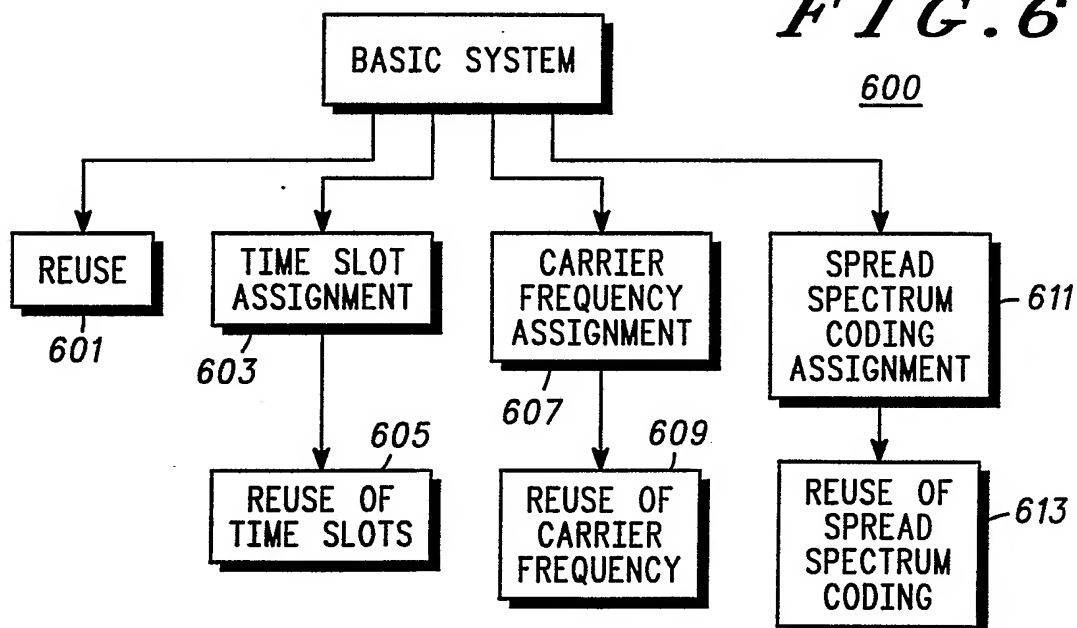 FIG. 6
600
BASIC SYSTEM
REUSE
601
TIME SLOT
ASSIGNMENT
603
CARRIER
FREQUENCY
ASSIGNMENT
607
SPREAD
SPECTRUM
CODING
ASSIGNMENT
611
605
REUSE OF
TIME SLOTS
609
REUSE OF
CARRIER
FREQUENCY
REUSE OF
SPREAD
SPECTRUM
CODING
613